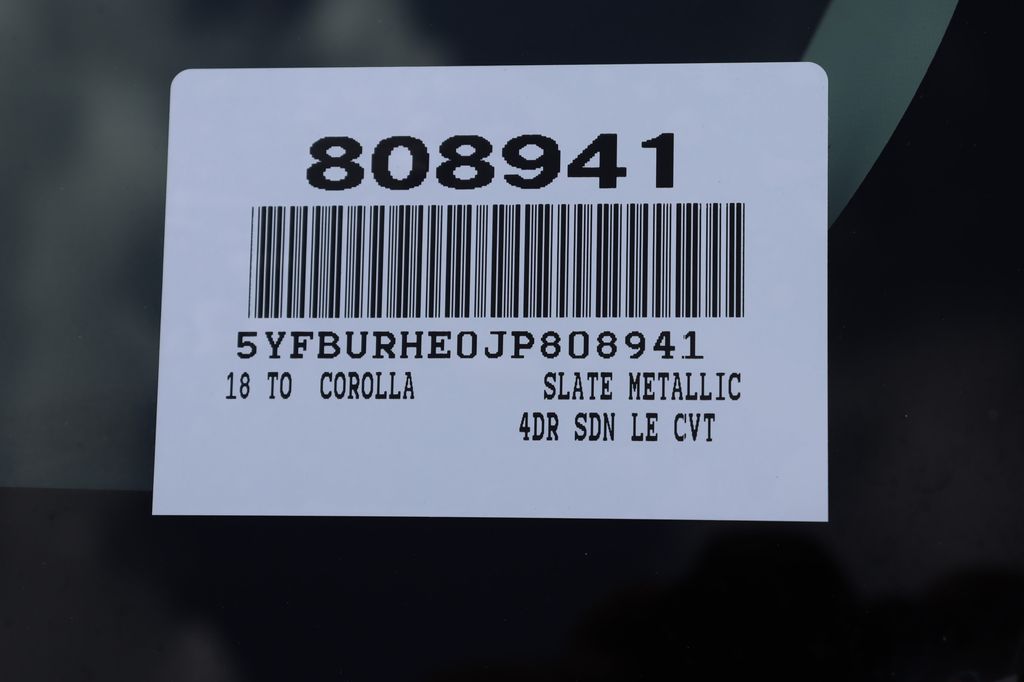 808941
5YFBURHE0JP808941
18 TO COROLLA SLATE METALLIC
4DR SDN LE CVT